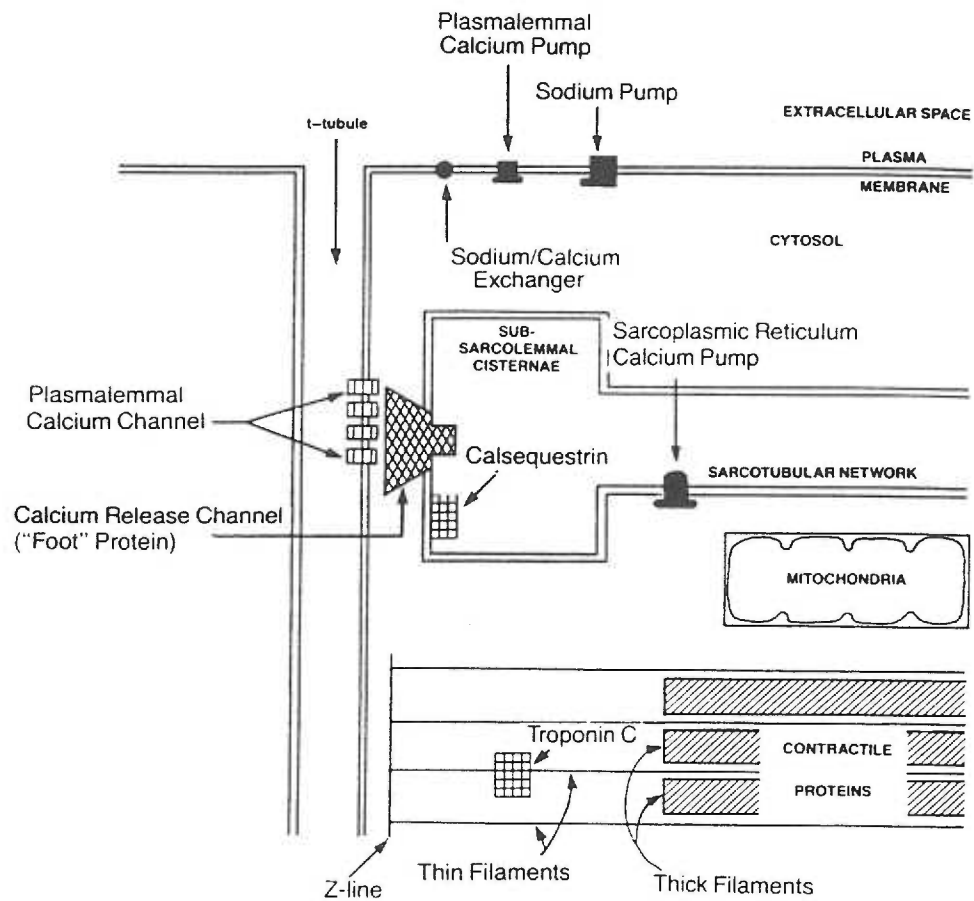 Plasmalemmal
Calcium Pump
Sodium Pump
EXTRACELLULAR SPACE
t-tubule
PLASMA
MEMBRANE
CYTOSOL
Sodium/Calcium
Exchanger
SUB-
SARCOLEMMAL
CISTERNAE
Sarcoplasmic Reticulum
Calcium Pump
Plasmalemmal
Calcium Channel
Calsequestrin
SARCOTUBULAR NETWORK
Calcium Release Channel
("Foot" Protein)
MITOCHONDRIA
Troponin C
CONTRACTILE
PROTEINS
Thin Filaments
Thick Filaments
Z-line